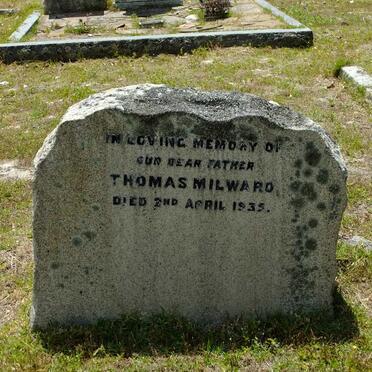 IN LOVING MEMORY OF
OUR DEAR FATHER
THOMAS MILWARD
DIED 2ND APRIL 1935.